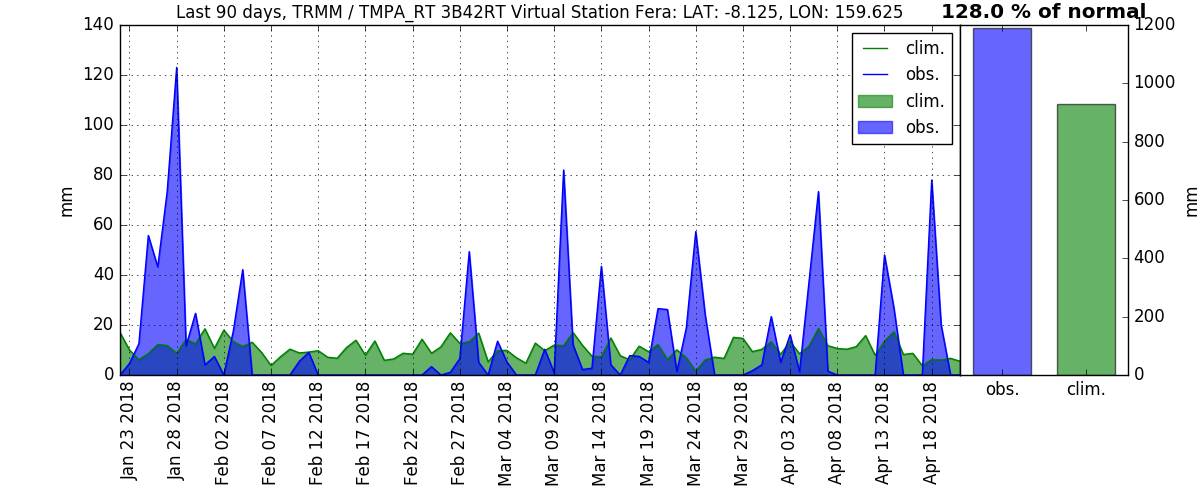 Last 90 days, TRMM / TMPA_RT 3B42RT Virtual Station Fera: LAT: -8.125, LON: 159.625
128.0 % of normal
140
120
100
80
60
40
20
0
mm
clim.
obs.
clim.
obs.
1200
1000
800
600
400
200
0
mm
obs.
clim.
Jan 23 2018
Jan 28 2018
Feb 02 2018
Feb 07 2018
Feb 12 2018
Feb 17 2018
Feb 22 2018
Feb 27 2018
Mar 04 2018
Mar 09 2018
Mar 14 2018
Mar 19 2018
Mar 24 2018
Mar 29 2018
Apr 03 2018
Apr 08 2018
Apr 13 2018
Apr 18 2018